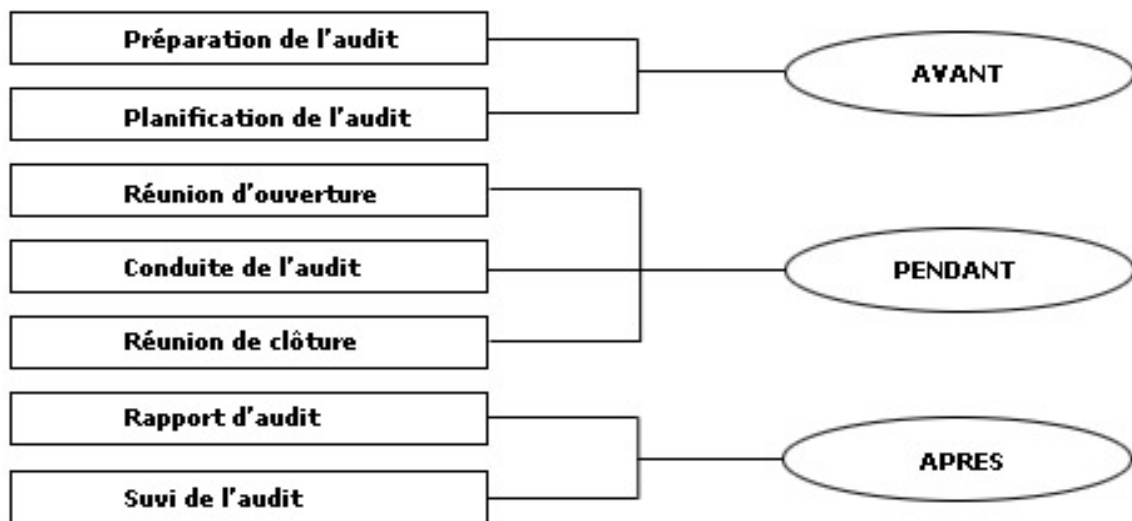 Préparation de l'audit
AVANT
Planification de l'audit
Réunion d'ouverture
Conduite de l'audit
PENDANT
Réunion de clôture
Rapport d'audit
APRES
Suvi de l'audit